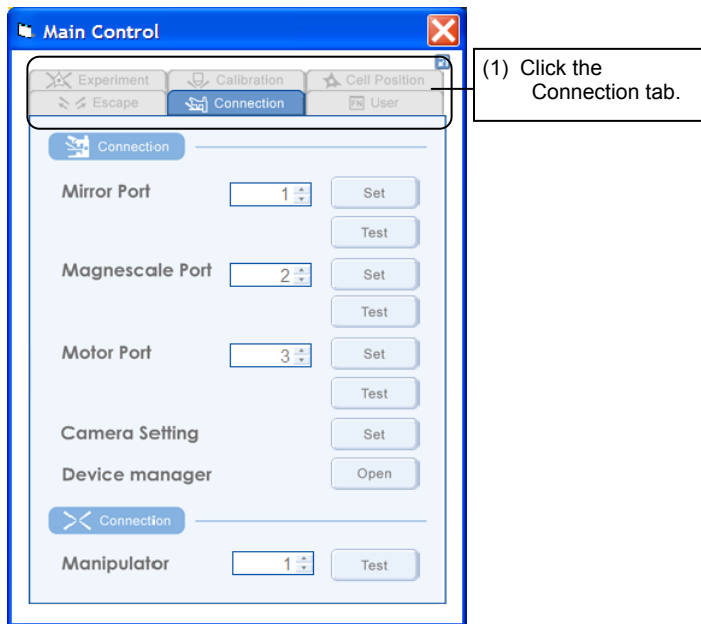 Main Control
Experiment Calibration Cell Position
Escape Connection FN User
(1) Click the
Connection tab.
Connection
Mirror Port 1 Set
Test
Magnescale Port 2 Set
Test
Motor Port 3 Set
Test
Camera Setting Set
Device manager Open
Connection
Manipulator 1 Test